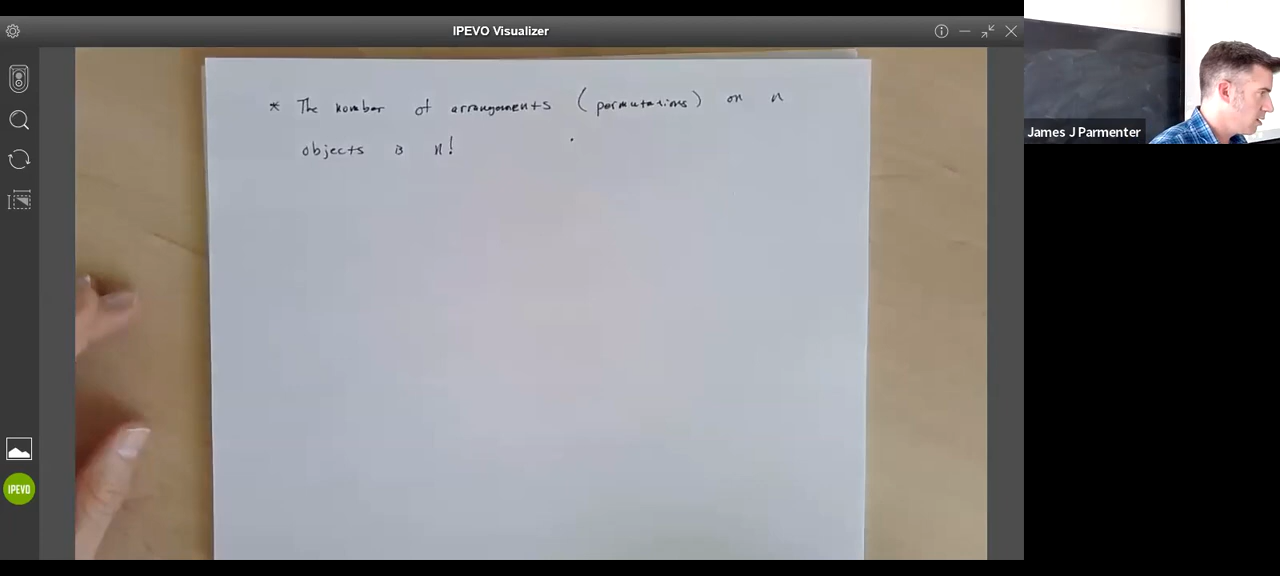 IPEVO Visualizer
* The number of arrangements (permutations) on n
objects is n!
James J Parmenter
IPEVO